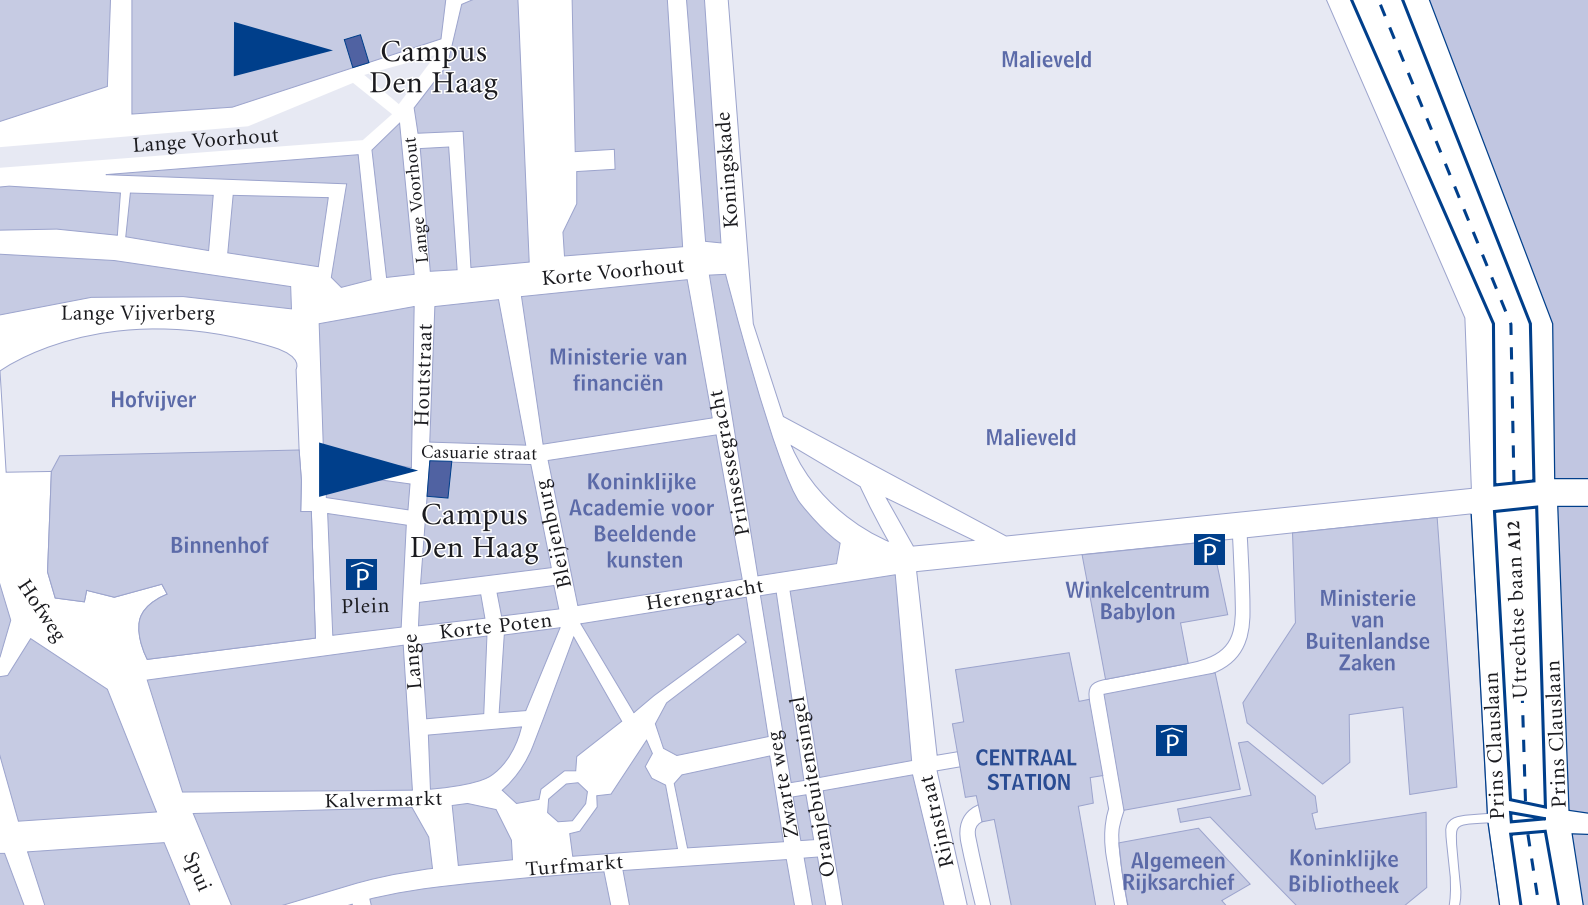 Campus
Den Haag
Malieveld
Lange Voorhout
Lange Voorhout
Koningskade
Korte Voorhout
Lange Vijverberg
Houtstraat
Ministerie van
financiën
Hofvijver
Prinsessegracht
Malieveld
Casuarie straat
Koninklijke
Academie voor
Beeldende
kunsten
Bleijenburg
Campus
Den Haag
Binnenhof
P
Plein
P
Utrechtse baan A12
Hofweg
Herengracht
Korte Poten
Winkelcentrum
Babylon
Ministerie
van
Buitenlandse
Zaken
Lange
Prins Clauslaan
Prins Clauslaan
Zwarte weg
Oranjebuitensingel
P
CENTRAAL
STATION
Kalvermarkt
Rijnstraat
Spui
Turfmarkt
Algemeen
Rijksarchief
Koninklijke
Bibliotheek